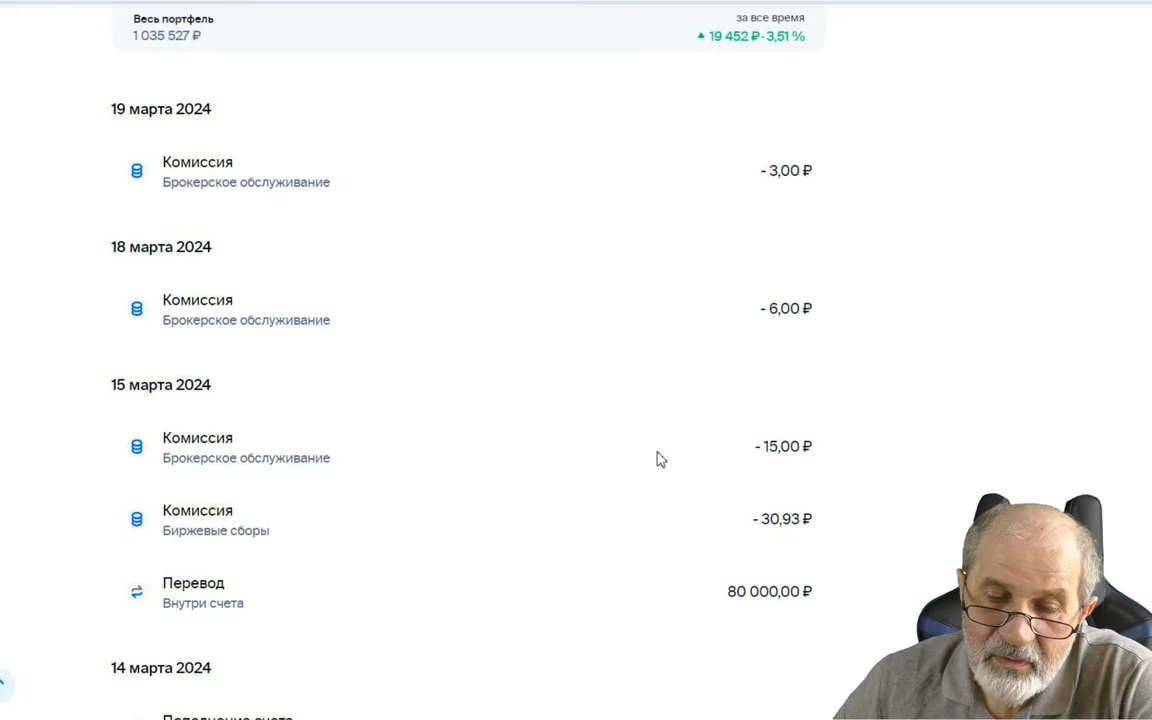 Весь портфель
за все время
1 035 527 ₽
▲ 19 452 ₽ · 3,51 %
19 марта 2024
Комиссия
- 3,00 ₽
Брокерское обслуживание
18 марта 2024
Комиссия
- 6,00 ₽
Брокерское обслуживание
15 марта 2024
Комиссия
- 15,00 ₽
Брокерское обслуживание
Комиссия
- 30,93 ₽
Биржевые сборы
Перевод
80 000,00 ₽
Внутри счета
14 марта 2024